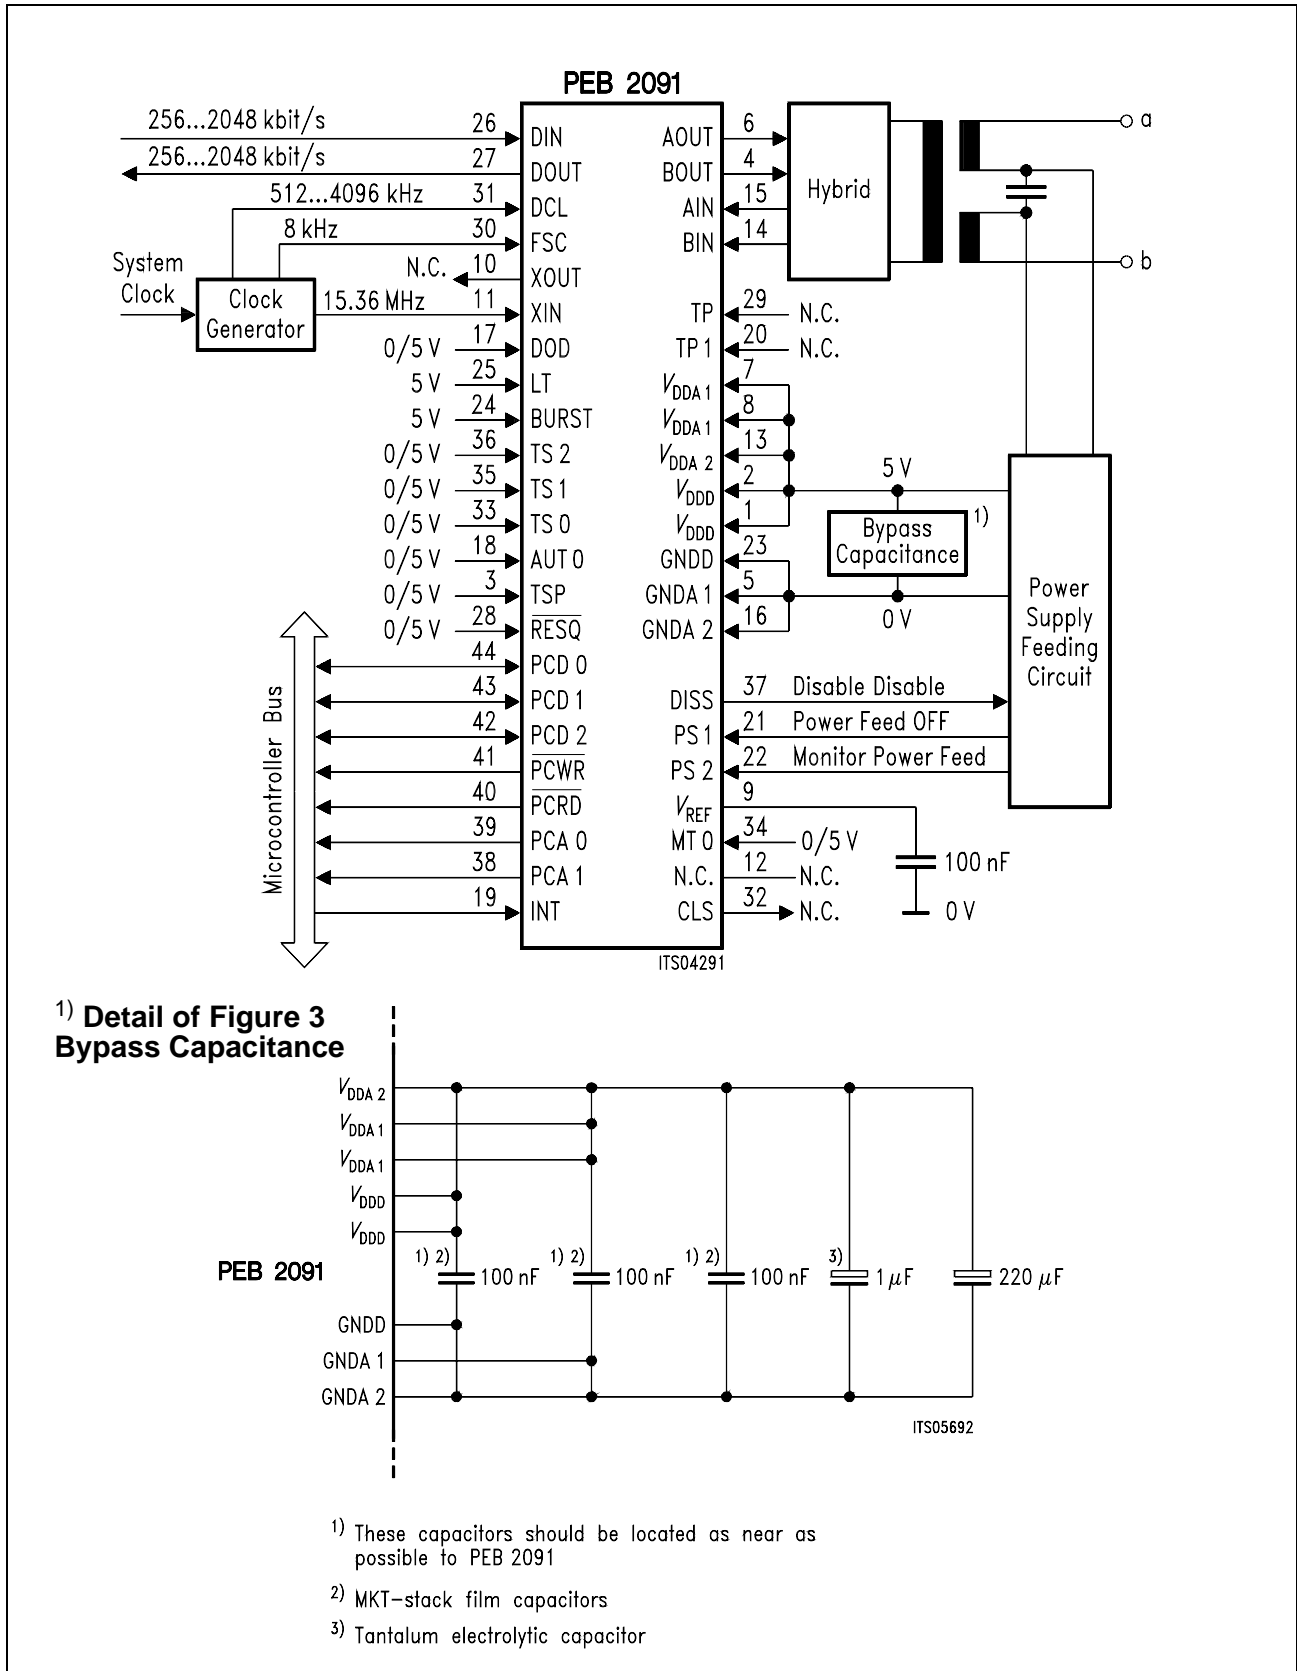 PEB 2091
256...2048 kbit/s 26 DIN AOUT 6
256...2048 kbit/s 27 DOUT BOUT 4
512...4096 kHz 31 DCL AIN 15
8 kHz 30 FSC BIN 14
Hybrid
a
b
System Clock
Clock Generator
N.C. 10 XOUT
15.36 MHz 11 XIN TP 29 N.C.
0/5 V 17 DOD TP 1 20 N.C.
5 V 25 LT VDDA 1 7
5 V 24 BURST VDDA 1 8
0/5 V 36 TS 2 VDDA 2 13
0/5 V 35 TS 1 VDDD 2 5 V
0/5 V 33 TS 0 VDDD 1
Bypass Capacitance 1)
0/5 V 18 AUTO GNDD 23
0/5 V 3 TSP GNDA 1 5
0 V
0/5 V 28 RESQ GNDA 2 16
Power
Supply
Feeding
Circuit
Microcontroller Bus
44 PCD 0
43 PCD 1 DISS 37 Disable Disable
42 PCD 2 PS 1 21 Power Feed OFF
41 PCWR PS 2 22 Monitor Power Feed
40 PCRD VREF 9
39 PCA 0 MTO 34 0/5 V
100 nF
38 PCA 1 N.C. 12 N.C.
19 INT CLS 32 N.C.
0 V
ITS04291
1) Detail of Figure 3
Bypass Capacitance
VDDA 2
VDDA 1
VDDA 1
VDDD
VDDD
PEB 2091
1) 2) 100 nF 1) 2) 100 nF 1) 2) 100 nF 3) 1 µF 220 µF
GNDD
GNDA 1
GNDA 2
ITS05692
1) These capacitors should be located as near as
possible to PEB 2091
2) MKT-stack film capacitors
3) Tantalum electrolytic capacitor